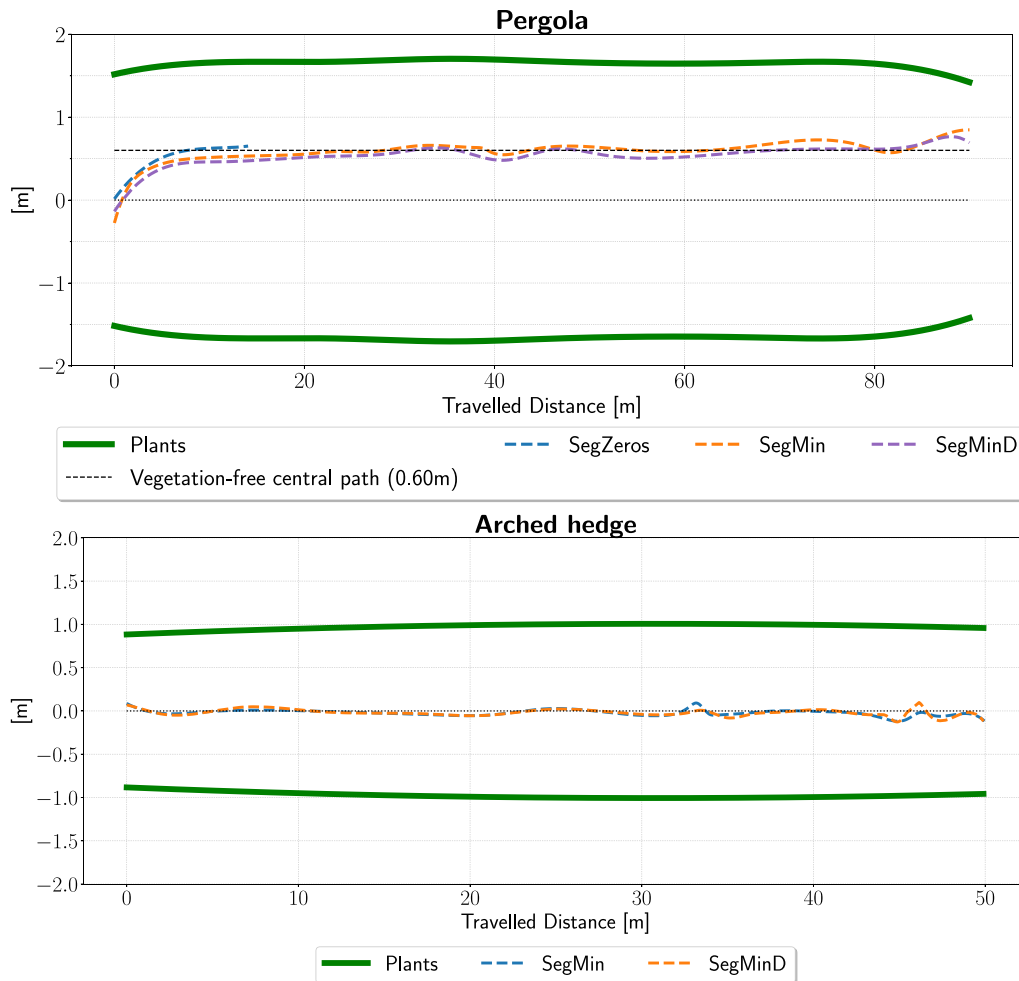 Pergola
2
1
0
−1
−2
[m]
0 20 40 60 80
Travelled Distance [m]
Plants SegZeros SegMin SegMinD
Vegetation-free central path (0.60m)
Arched hedge
2.0
1.5
1.0
0.5
0.0
−0.5
−1.0
−1.5
−2.0
[m]
0 10 20 30 40 50
Travelled Distance [m]
Plants SegMin SegMinD